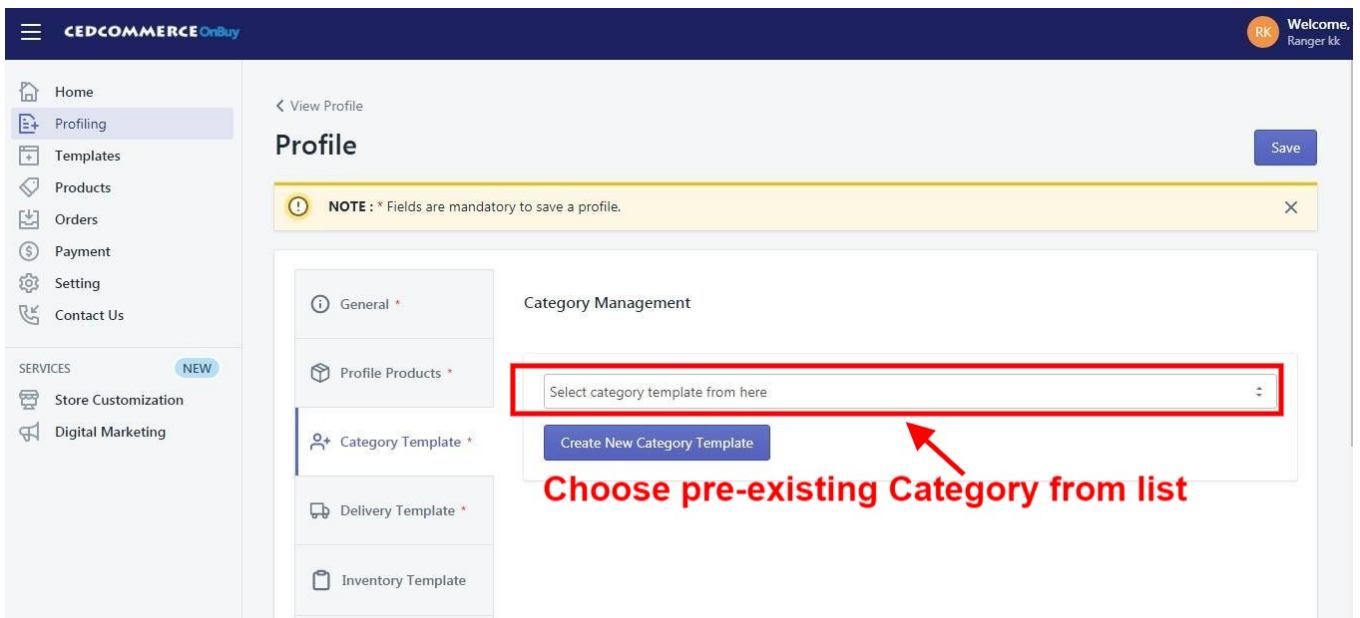 CEDCOMMERCE OnBuy
RK
Welcome,
Ranger kk
Home
Profiling
Templates
Products
Orders
Payment
Setting
Contact Us
SERVICES NEW
Store Customization
Digital Marketing
View Profile
Profile
Save
NOTE : * Fields are mandatory to save a profile.
General *
Profile Products *
Category Template *
Delivery Template *
Inventory Template
Category Management
Select category template from here
Create New Category Template
Choose pre-existing Category from list